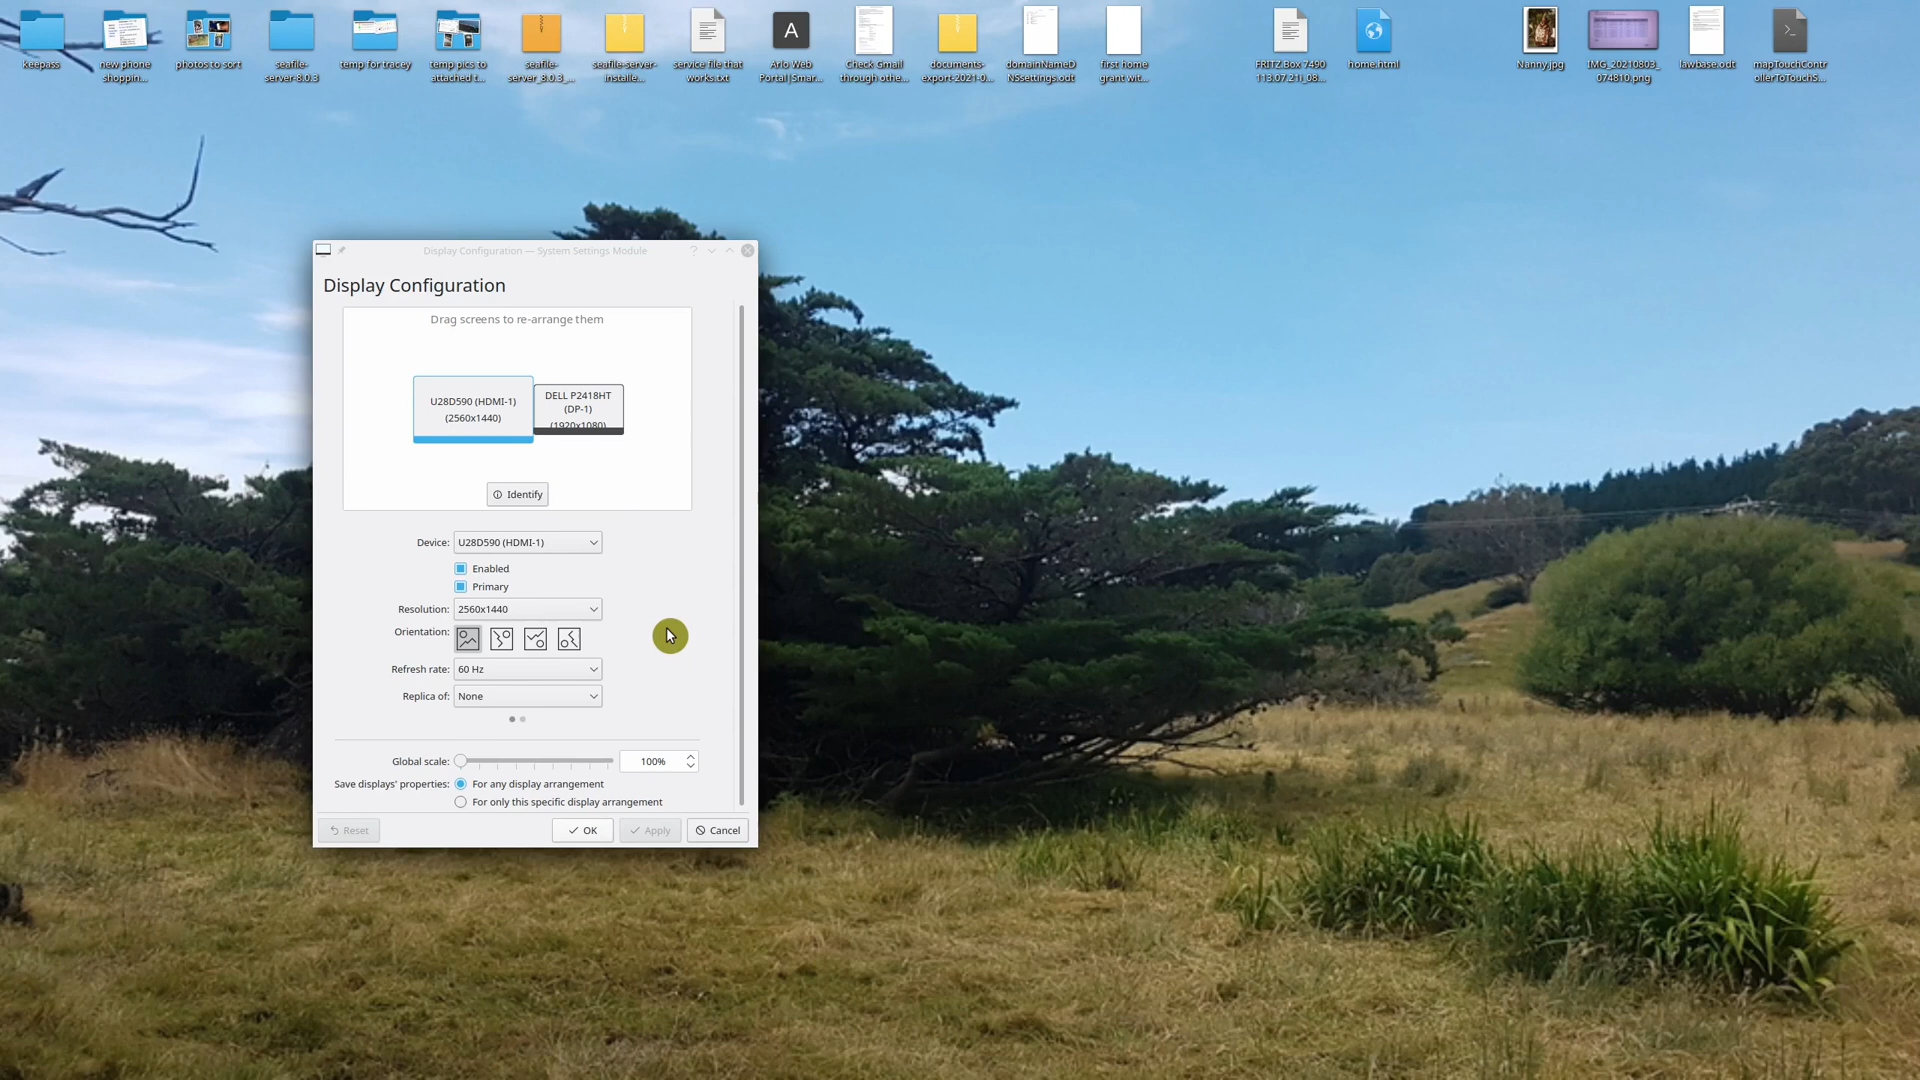 keepass
new phone
shoppin...
photos to sort
seafile-
server-8.0.3
temp for tracey
temp pics to
attached t...
seafile-
server_8.0.3_...
seafile-server-
installe...
service file that
works.txt
Arlo Web
Portal|Smar...
Check Gmail
through othe...
documents-
export-2021-0...
domainNameD
NSsettings.odt
first home
grant wit...
FRITZ.Box 7490
113.07.21i_08...
home.html
Nanny.jpg
IMG_20210803_
074810.png
lawbase.odt
mapTouchContr
ollerToTouchS...
A
Display Configuration — System Settings Module
Display Configuration
Drag screens to re-arrange them
U28D590 (HDMI-1)
(2560x1440)
DELL P2418HT
(DP-1)
(1920x1080)
Identify
Device: U28D590 (HDMI-1)
Enabled
Primary
Resolution: 2560x1440
Orientation:
Refresh rate: 60 Hz
Replica of: None
Global scale: 100%
Save displays' properties: For any display arrangement
For only this specific display arrangement
Reset
OK
Apply
Cancel